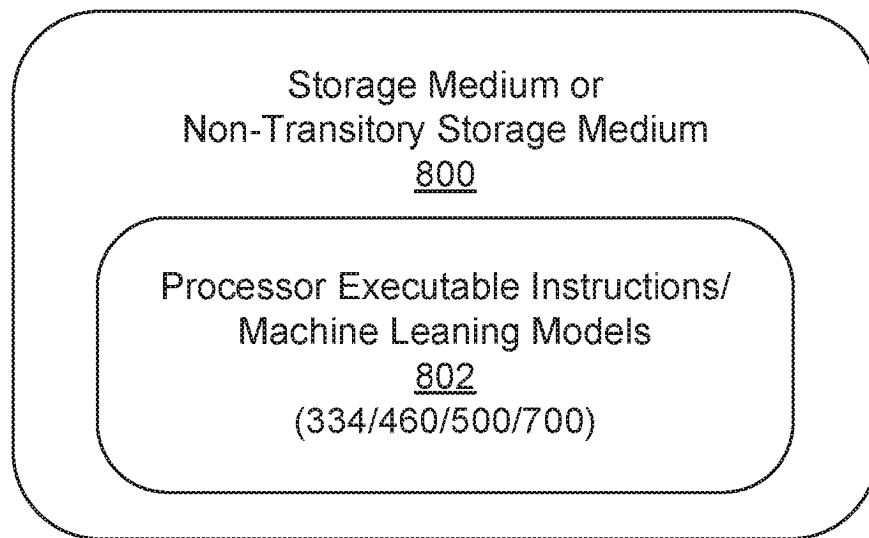 Storage Medium or
Non-Transitory Storage Medium
800
Processor Executable Instructions/
Machine Leaning Models
802
(334/460/500/700)